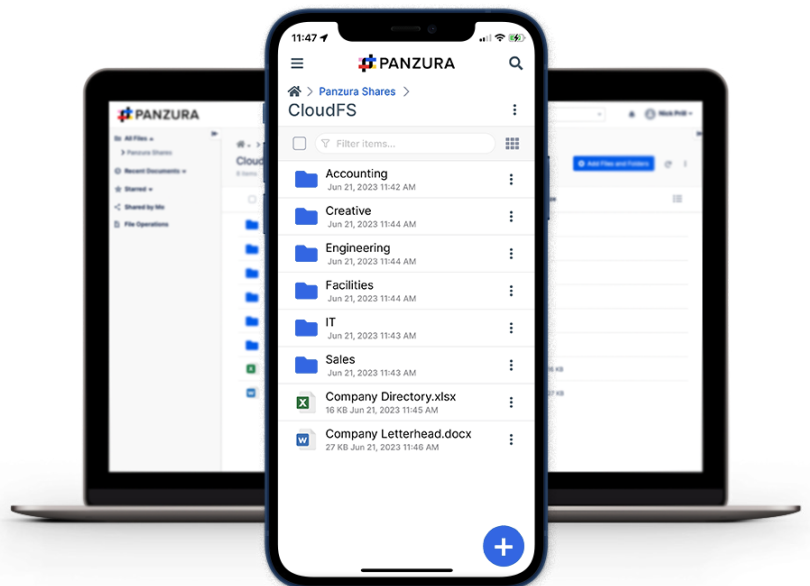 11:47
PANZURA
Panzura Shares
CloudFS
Filter items...
Accounting
Jun 21, 2023 11:42 AM
Creative
Jun 21, 2023 11:44 AM
Engineering
Jun 21, 2023 11:44 AM
Facilities
Jun 21, 2023 11:44 AM
IT
Jun 21, 2023 11:43 AM
Sales
Jun 21, 2023 11:43 AM
Company Directory.xlsx
16 KB Jun 21, 2023 11:45 AM
Company Letterhead.docx
27 KB Jun 21, 2023 11:46 AM
PANZURA
All Files
Panzura Shares
Recent Documents
Starred
Shared by Me
File Operations
Cloud
Add Files and Folders